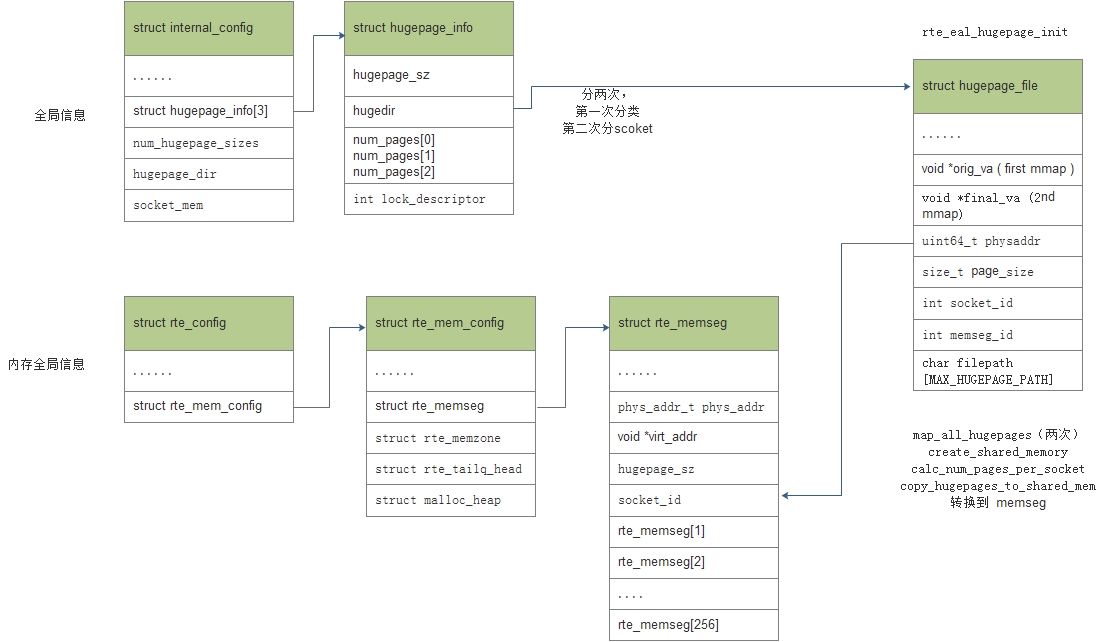 全局信息
struct internal_config
......
struct hugepage_info[3]
num_hugepage_sizes
hugepage_dir
socket_mem
struct hugepage_info
hugepage_sz
hugedir
num_pages[0]
num_pages[1]
num_pages[2]
int lock_descriptor
分两次，
第一次分类
第二次分scoket
rte_eal_hugepage_init
struct hugepage_file
......
void *orig_va ( first mmap )
void *final_va (2nd
mmap)
uint64_t physaddr
size_t page_size
int socket_id
int memseg_id
char filepath
[MAX_HUGEPAGE_PATH]
内存全局信息
struct rte_config
......
struct rte_mem_config
struct rte_mem_config
......
struct rte_memseg
struct rte_memzone
struct rte_tailq_head
struct malloc_heap
struct rte_memseg
......
phys_addr_t phys_addr
void *virt_addr
hugepage_sz
socket_id
rte_memseg[1]
rte_memseg[2]
....
rte_memseg[256]
map_all_hugepages（两次）
create_shared_memory
calc_num_pages_per_socket
copy_hugepages_to_shared_mem
转换到 memseg